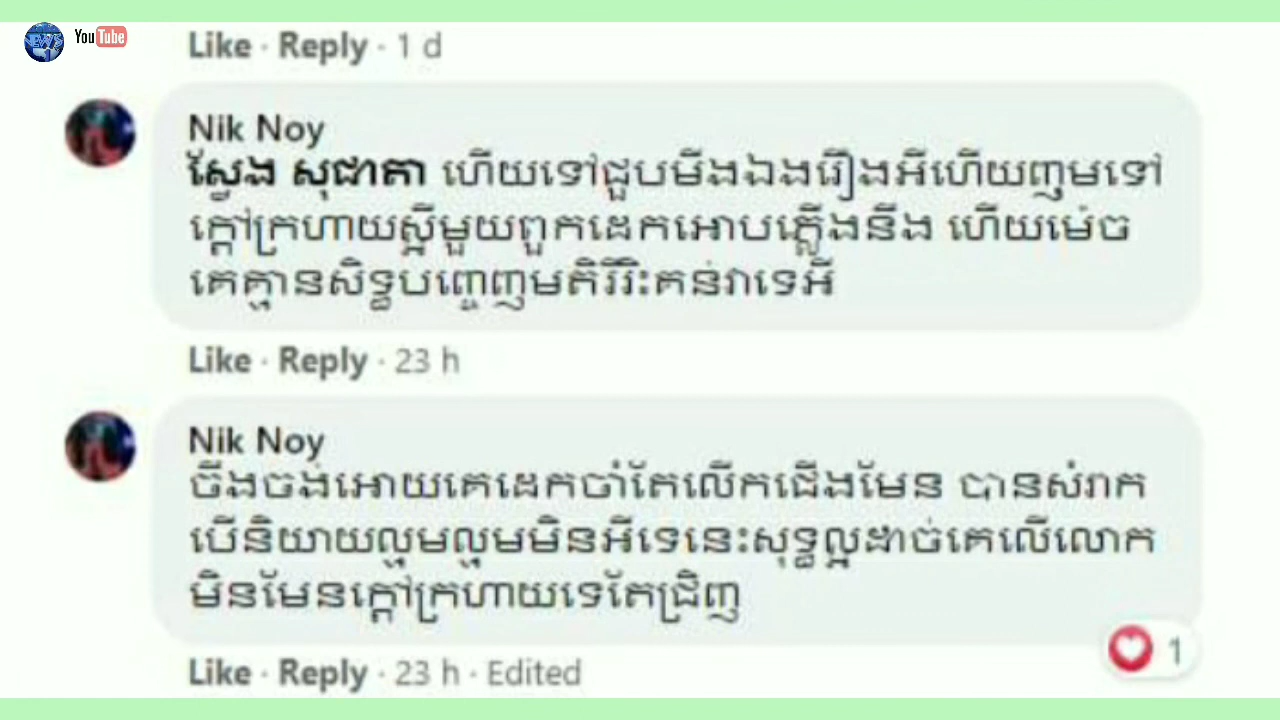 YouTube
Like · Reply · 1 d
Nik Noy
ស្វែង សុជាតា ហើយទៅជួបមីងឯងរឿងអីហើយញមទៅ
ក្តៅក្រហាយស្អីមួយពួកដេកអោបភ្លើងនឹង ហើយម៉េច
គេគ្មានសិទ្ធបញ្ចេញមតិរីរិះគន់វាទេអី
Like · Reply · 23 h
Nik Noy
ចឹងចង់អោយគេដេកចាំតែលើកជើងមែន បានសំរាក
បើនិយាយល្មមល្មមមិនអីទេនេះសុទ្ធល្អដាច់គេលើលោក
មិនមែនក្តៅក្រហាយទេតែជ្រិញ
1
Like · Reply · 23 h · Edited